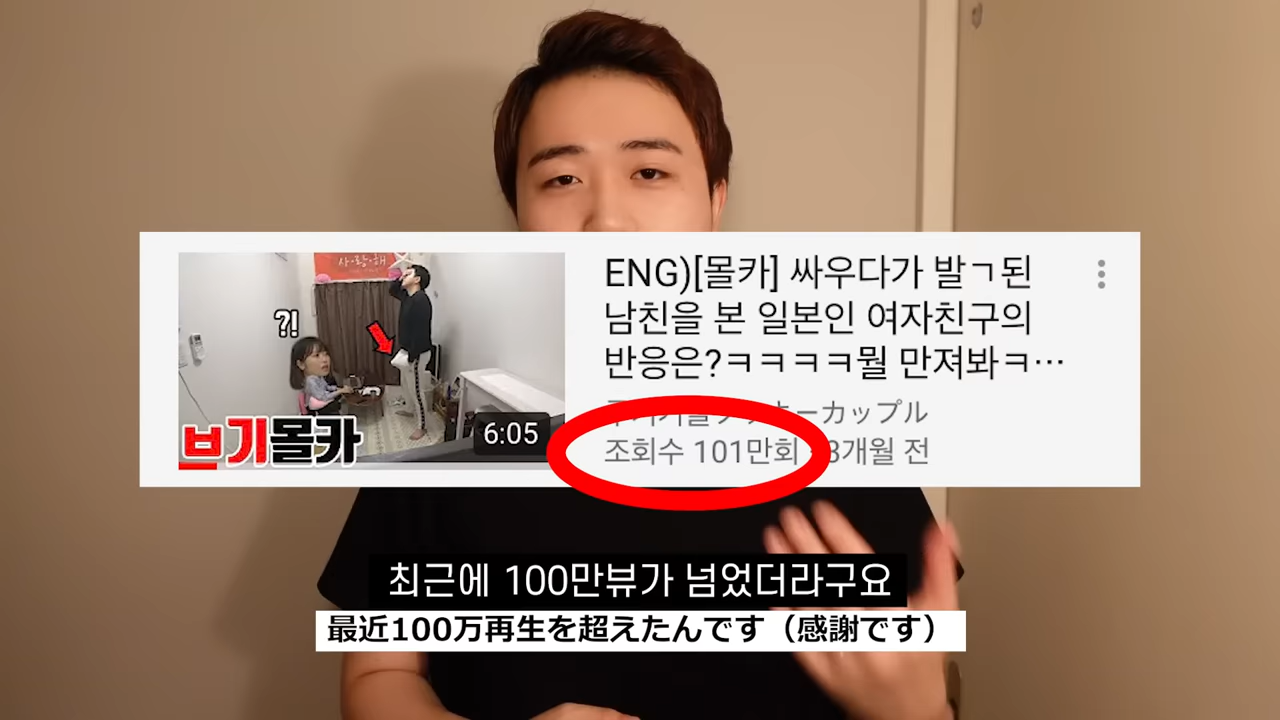 사랑해
?!
ㅂ기몰카
6:05
ENG)[몰카] 싸우다가 발ㄱ된
남친을 본 일본인 여자친구의
반응은?ㅋㅋㅋㅋ뭘 만져봐ㅋ…
ーカップル
조회수 101만회
3개월 전
최근에 100만뷰가 넘었더라구요
最近100万再生を超えたんです（感謝です）